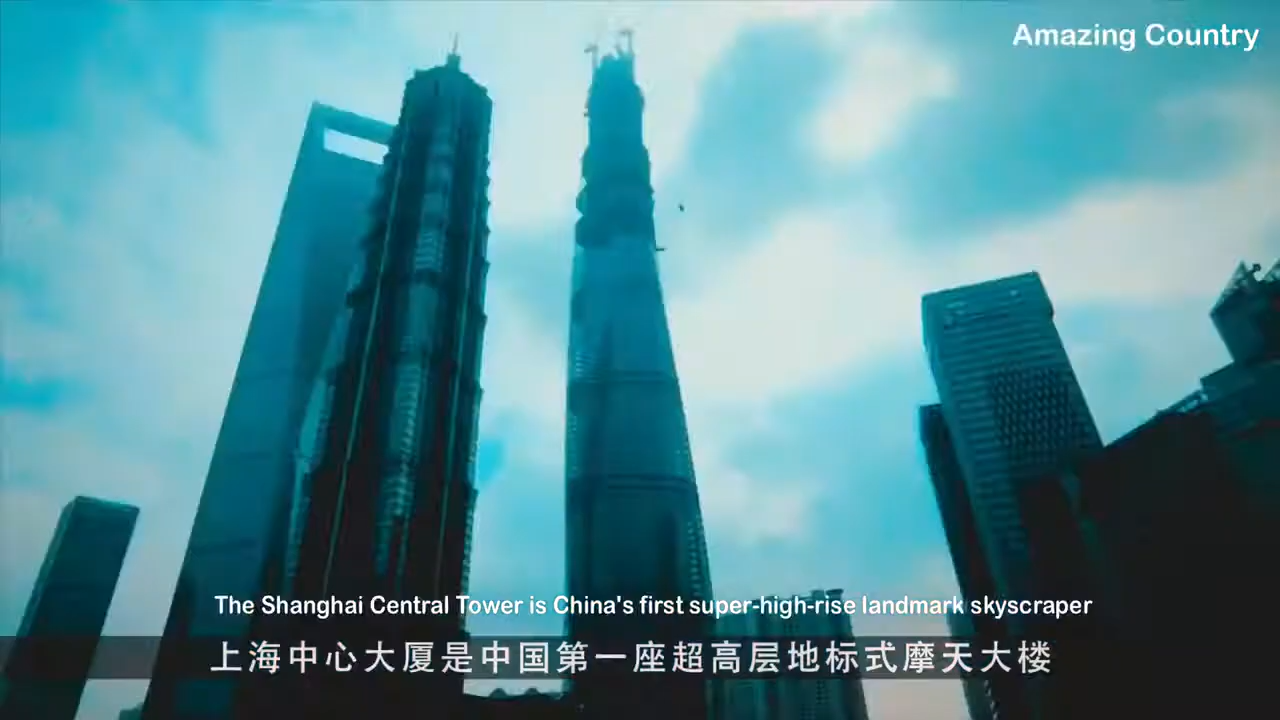 Amazing Country
The Shanghai Central Tower is China's first super-high-rise landmark skyscraper
上海中心大厦是中国第一座超高层地标式摩天大楼